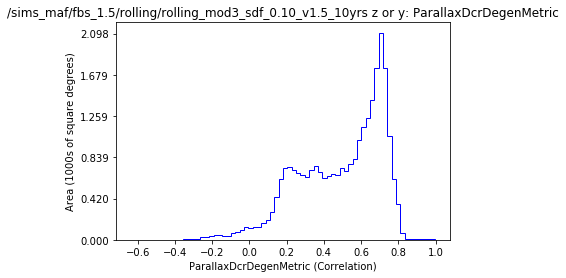 /sims_maf/fbs_1.5/rolling/rolling_mod3_sdf_0.10_v1.5_10yrs z or y: ParallaxDcrDegenMetric
2.098
1.679
1.259
0.839
0.420
0.000
Area (1000s of square degrees)
−0.6 −0.4 −0.2 0.0 0.2 0.4 0.6 0.8 1.0
ParallaxDcrDegenMetric (Correlation)